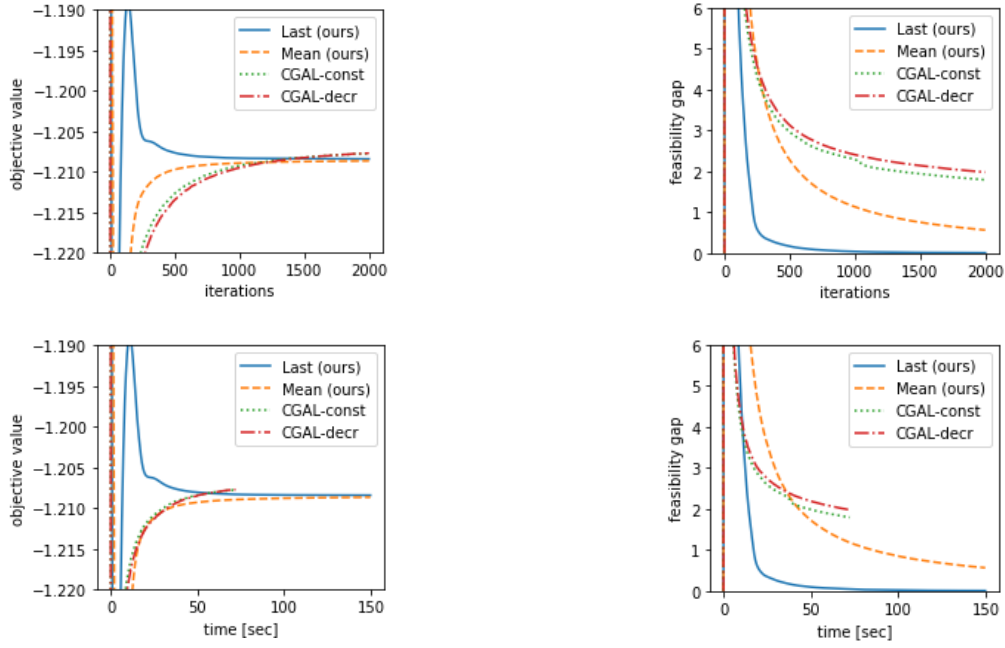 objective value
−1.190
−1.195
−1.200
−1.205
−1.210
−1.215
−1.220
Last (ours)
Mean (ours)
CGAL-const
CGAL-decr
0 500 1000 1500 2000
iterations
feasibility gap
6
5
4
3
2
1
0
Last (ours)
Mean (ours)
CGAL-const
CGAL-decr
0 500 1000 1500 2000
iterations
objective value
−1.190
−1.195
−1.200
−1.205
−1.210
−1.215
−1.220
Last (ours)
Mean (ours)
CGAL-const
CGAL-decr
0 50 100 150
time [sec]
feasibility gap
6
5
4
3
2
1
0
Last (ours)
Mean (ours)
CGAL-const
CGAL-decr
0 50 100 150
time [sec]